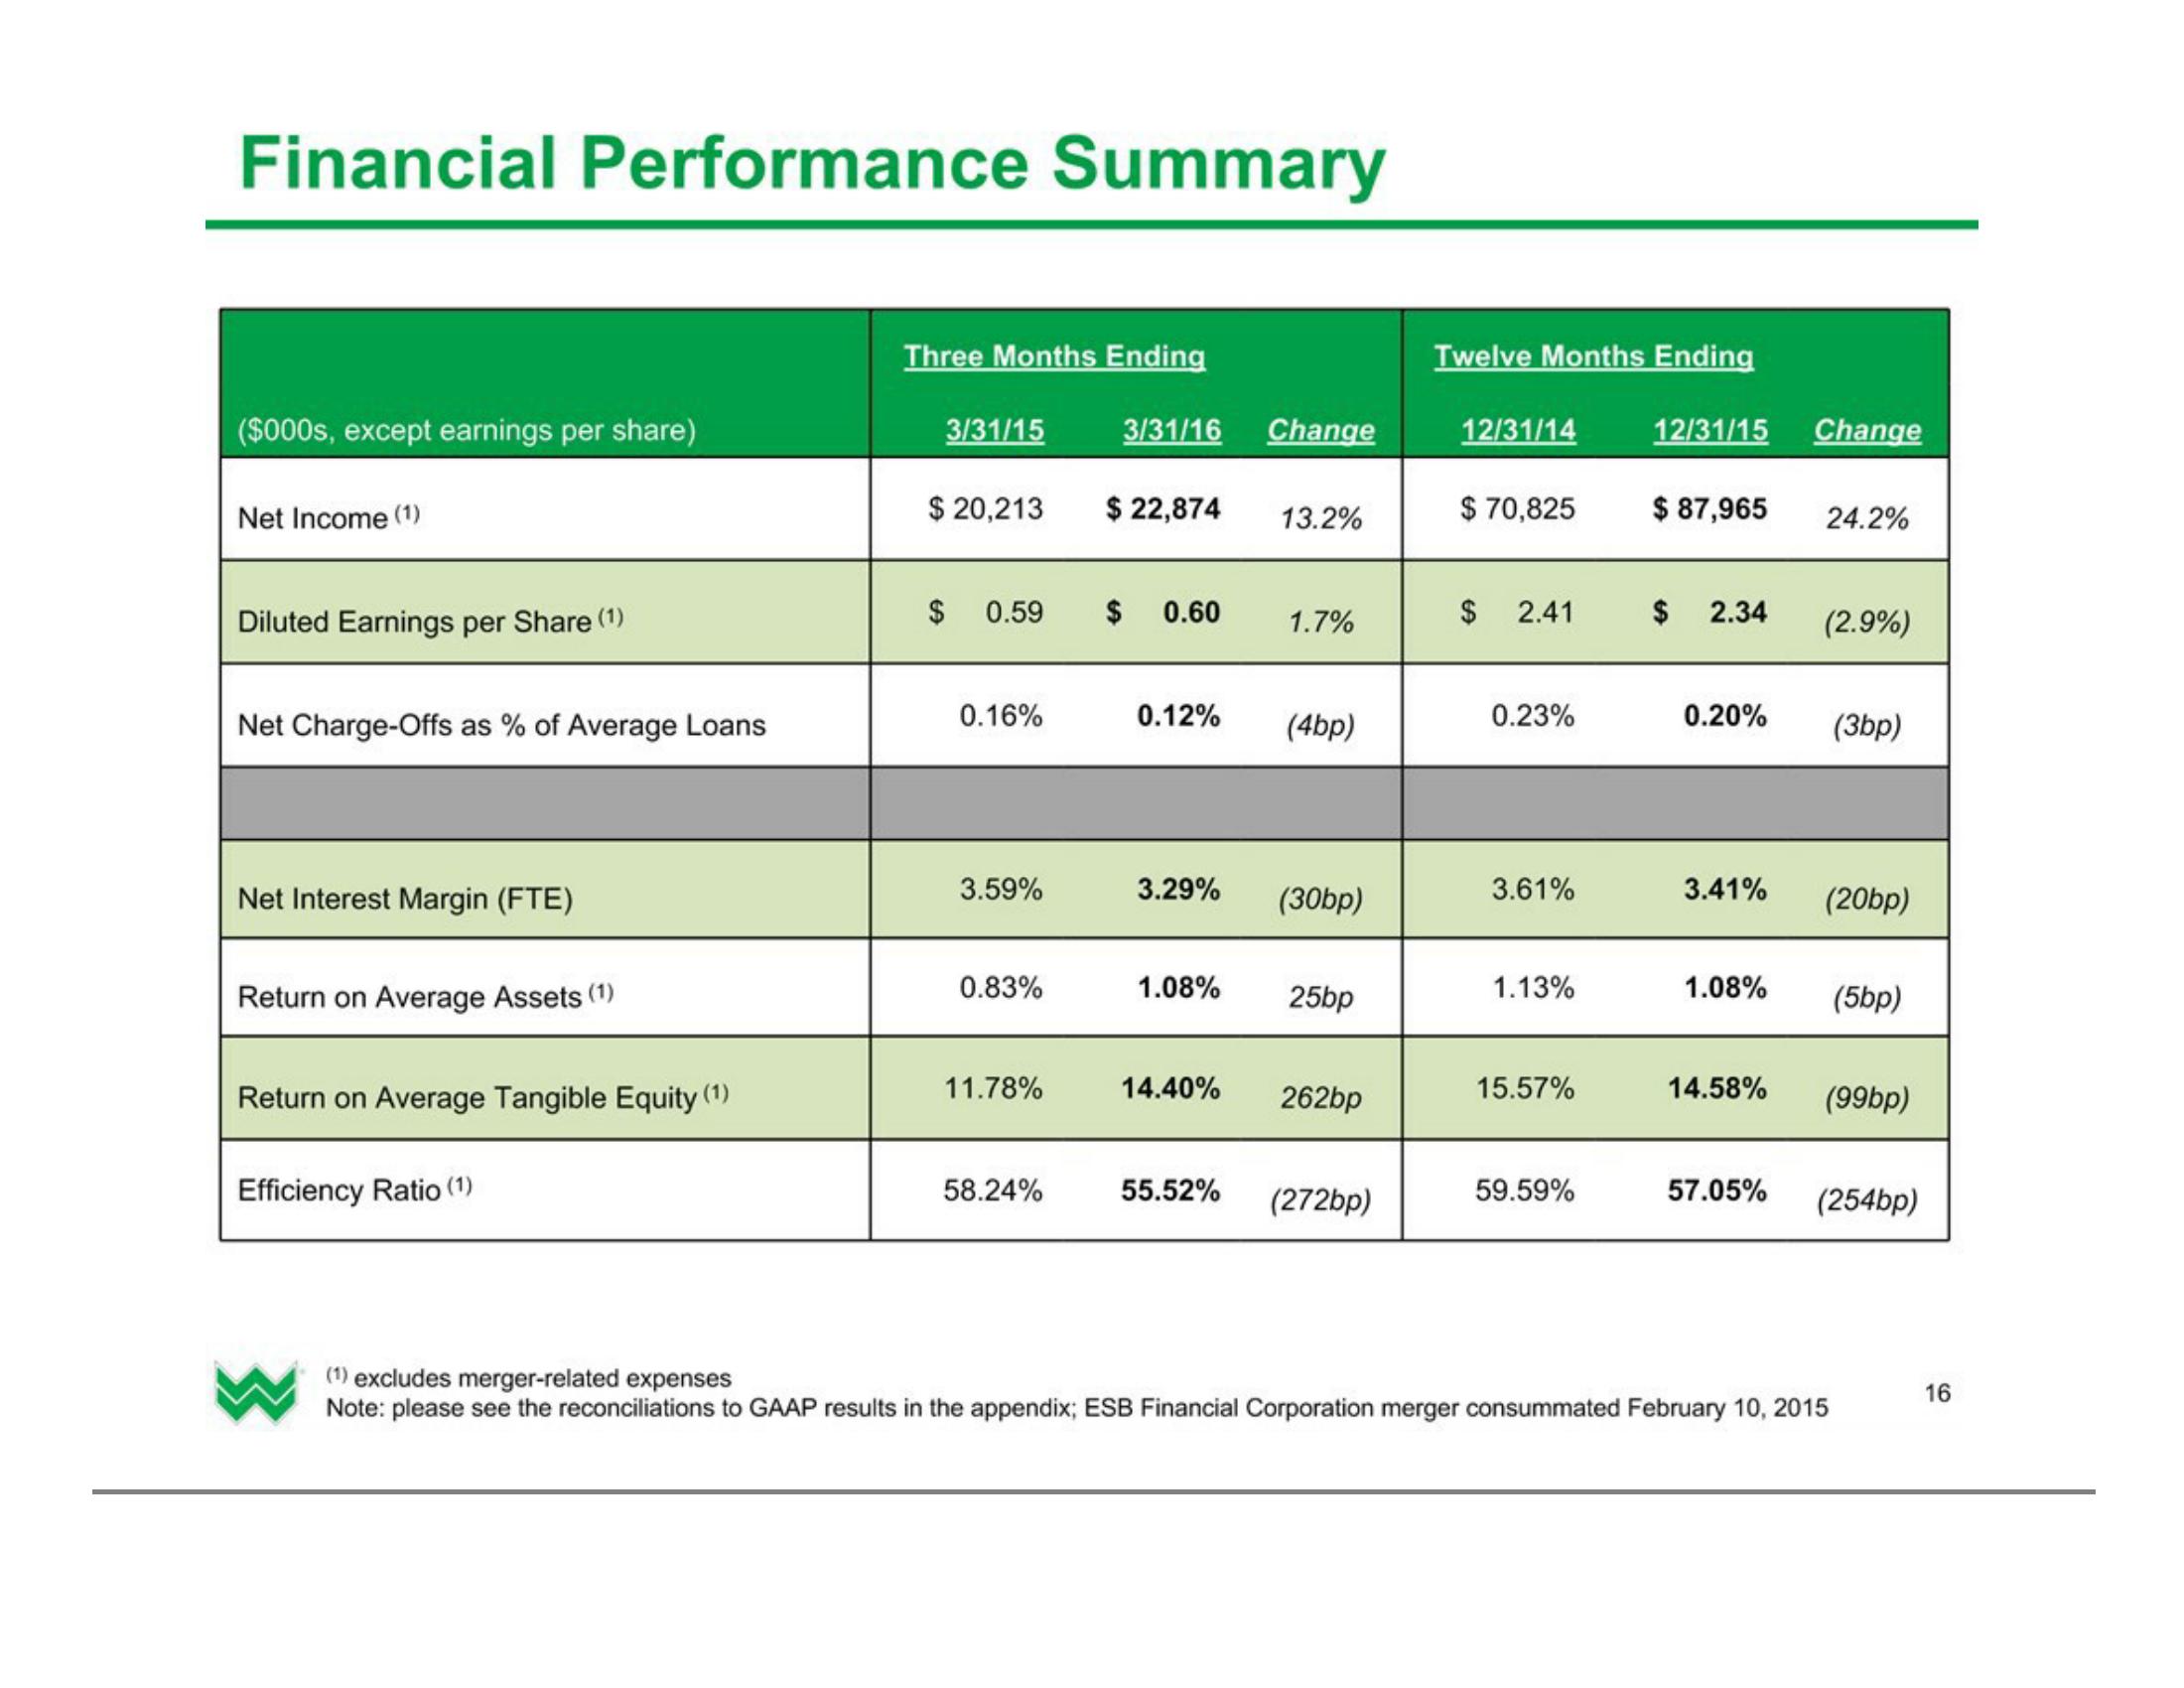 Financial Performance Summary
Three Months Ending Twelve Months Ending
($000s, except earnings per share) 3/31/15 3/31/16 Change 12/31/14 12/31/15 Change
Net Income (1) $ 20,213 $ 22,874 13.2% $ 70,825 $ 87,965 24.2%
Diluted Earnings per Share (1) $ 0.59 $ 0.60 1.7% $ 2.41 $ 2.34 (2.9%)
Net Charge-Offs as % of Average Loans 0.16% 0.12% (4bp) 0.23% 0.20% (3bp)
Net Interest Margin (FTE) 3.59% 3.29% (30bp) 3.61% 3.41% (20bp)
Return on Average Assets (1) 0.83% 1.08% 25bp 1.13% 1.08% (5bp)
Return on Average Tangible Equity (1) 11.78% 14.40% 262bp 15.57% 14.58% (99bp)
Efficiency Ratio (1) 58.24% 55.52% (272bp) 59.59% 57.05% (254bp)
(1) excludes merger-related expenses
Note: please see the reconciliations to GAAP results in the appendix; ESB Financial Corporation merger consummated February 10, 2015
16